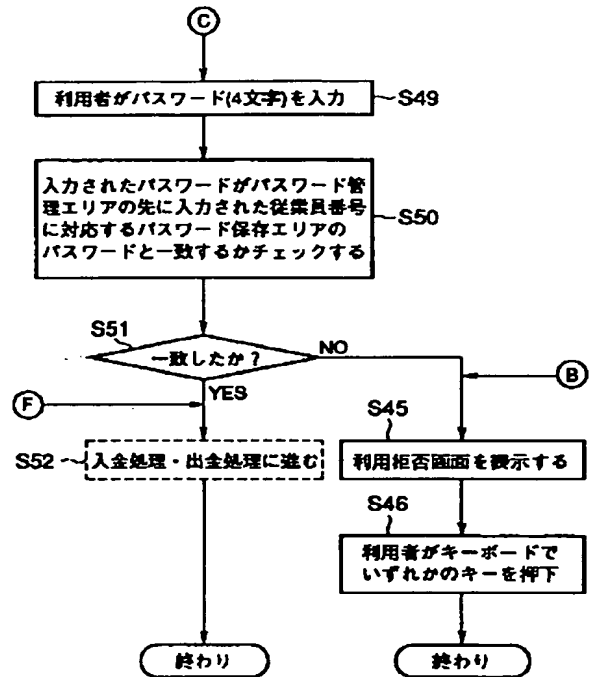 C
利用者がパスワード(4文字)を入力
S49
入力されたパスワードがパスワード管
理エリアの先に入力された従業員番号
に対応するパスワード保存エリアの
パスワードと一致するかチェックする
S50
S51
一致したか?
NO
YES
B
F
S52
入金処理・出金処理に進む
S45
利用拒否画面を表示する
S46
利用者がキーボードで
いずれかのキーを押下
終わり
終わり